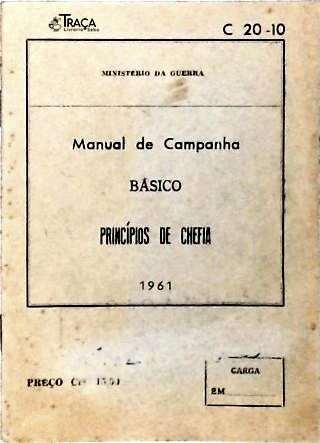 TRAÇA
Livraria e Sebo
C 20-10
MINISTÉRIO DA GUERRA
Manual de Campanha
BÁSICO
PRINCÍPIOS DE CHEFIA
1961
PREÇO
CARGA
EM